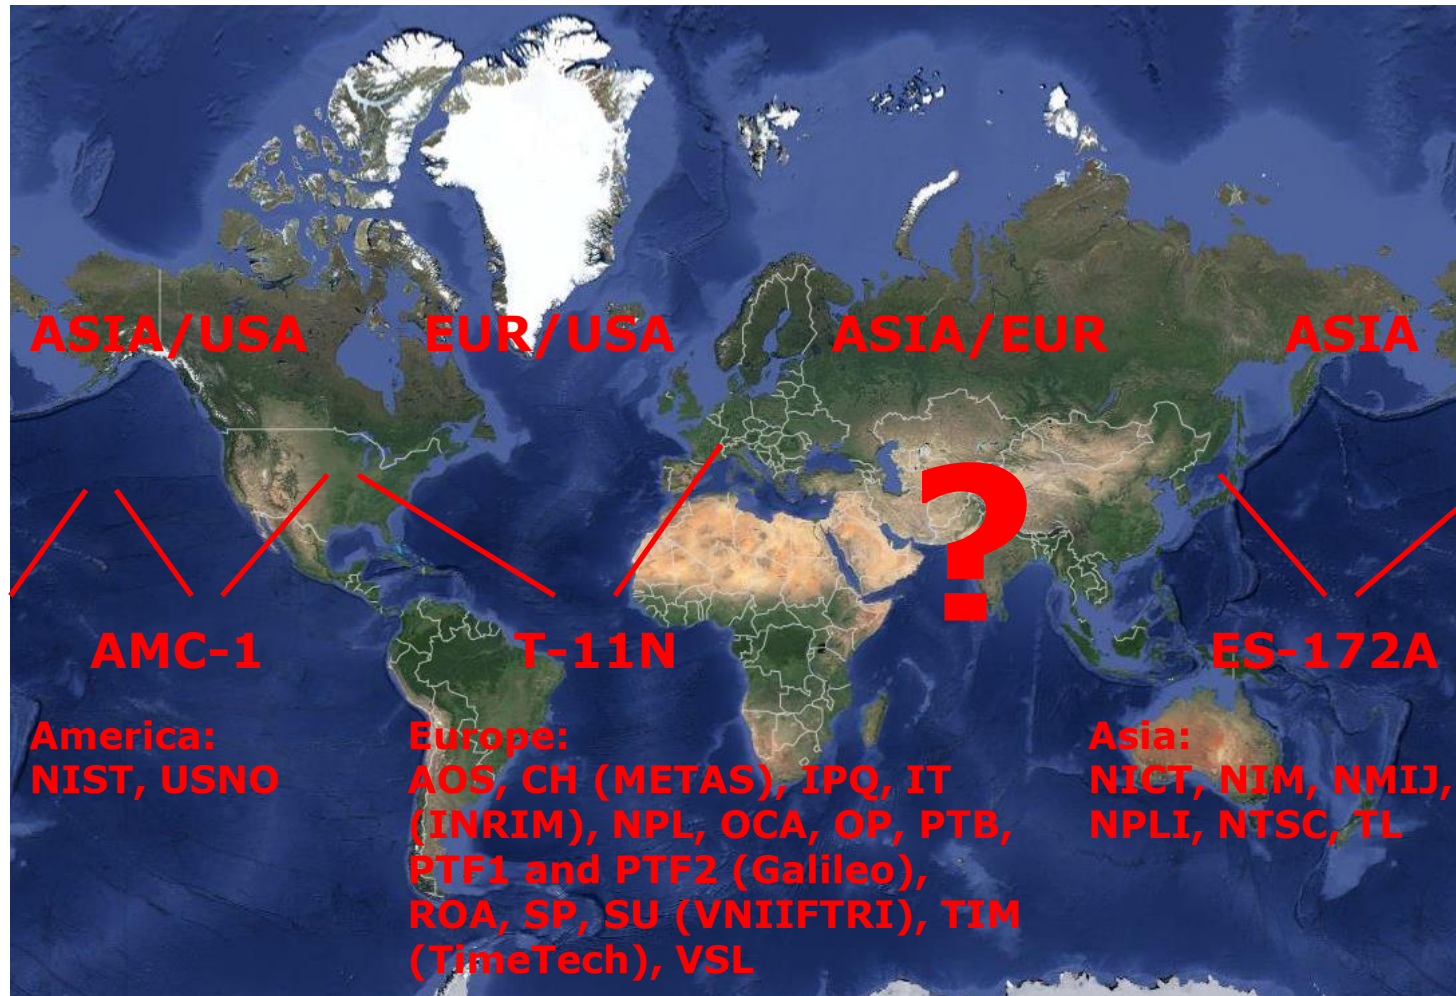 ASIA/USA
EUR/USA
ASIA/EUR
ASIA
?
AMC-1
T-11N
ES-172A
America:
NIST, USNO
Europe:
AOS, CH (METAS), IPQ, IT
(INRIM), NPL, OCA, OP, PTB,
PTF1 and PTF2 (Galileo),
ROA, SP, SU (VNIIFTRI), TIM
(TimeTech), VSL
Asia:
NICT, NIM, NMIJ,
NPLI, NTSC, TL